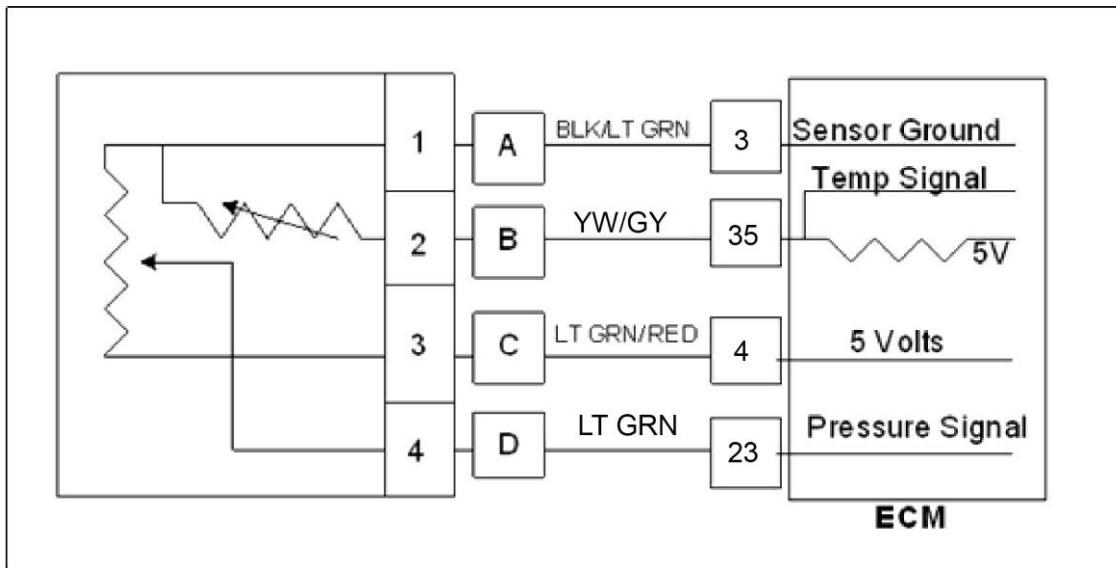 1 A BLK/LT GRN 3 Sensor Ground
Temp Signal
2 B YW/GY 35 5V
3 C LT GRN/RED 4 5 Volts
4 D LT GRN 23 Pressure Signal
ECM